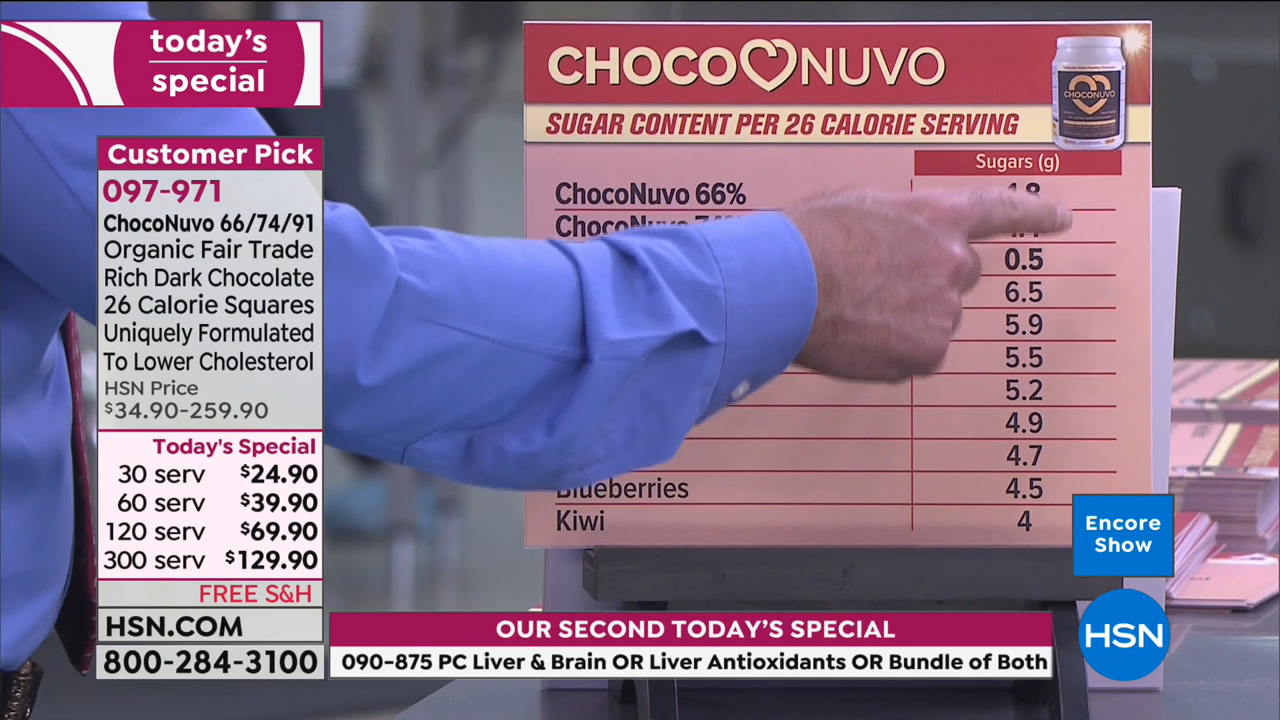 today's
special
Customer Pick
097-971
ChocoNuvo 66/74/91
Organic Fair Trade
Rich Dark Chocolate
26 Calorie Squares
Uniquely Formulated
To Lower Cholesterol
HSN Price
$34.90-259.90
Today's Special
30 serv $24.90
60 serv $39.90
120 serv $69.90
300 serv $129.90
FREE S&H
HSN.COM
800-284-3100
CHOCO NUVO
SUGAR CONTENT PER 26 CALORIE SERVING
CHOCONUVO
Sugars (g)
ChocoNuvo 66%
ChocoNuvo
0.5
6.5
5.9
5.5
5.2
4.9
4.7
Blueberries 4.5
Kiwi 4
Encore
Show
HSN
OUR SECOND TODAY'S SPECIAL
090-875 PC Liver & Brain OR Liver Antioxidants OR Bundle of Both